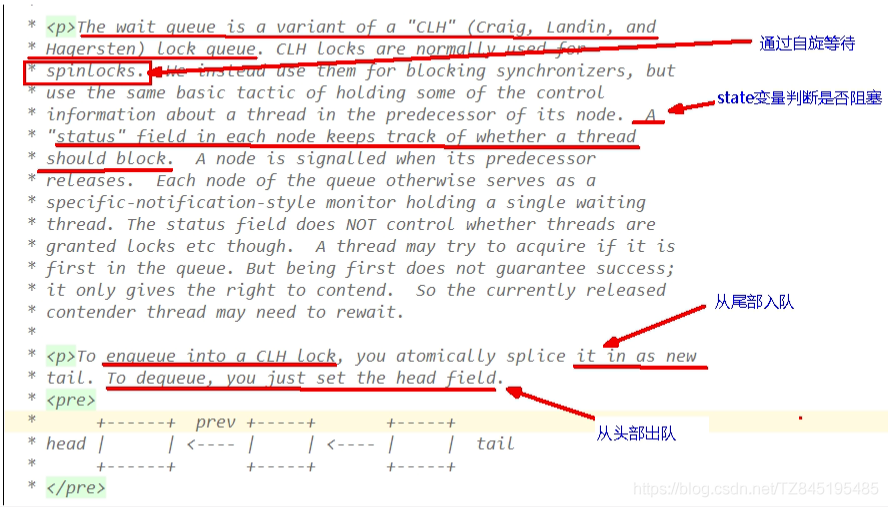 *
* <p>The wait queue is a variant of a "CLH" (Craig, Landin, and
* Hagersten) lock queue. CLH locks are normally used for
通过自旋等待
* spinlocks. We instead use them for blocking synchronizers, but
* use the same basic tactic of holding some of the control
state变量判断是否阻塞
* information about a thread in the predecessor of its node. A
* "status" field in each node keeps track of whether a thread
* should block. A node is signalled when its predecessor
* releases. Each node of the queue otherwise serves as a
* specific-notification-style monitor holding a single waiting
* thread. The status field does NOT control whether threads are
* granted locks etc though. A thread may try to acquire if it is
* first in the queue. But being first does not guarantee success;
* it only gives the right to contend. So the currently released
* contender thread may need to rewait.
从尾部入队
*
* <p>To enqueue into a CLH lock, you atomically splice it in as new
* tail. To dequeue, you just set the head field.
* <pre>
* +------+ prev +-----+ +-----+
从头部出队
* head | | <---- | | <---- | | tail
* +------+ +-----+ +-----+
* </pre>
https://blog.csdn.net/TZ845195485